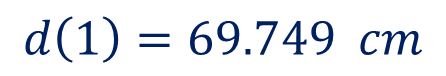 d(1) = 69.749 cm